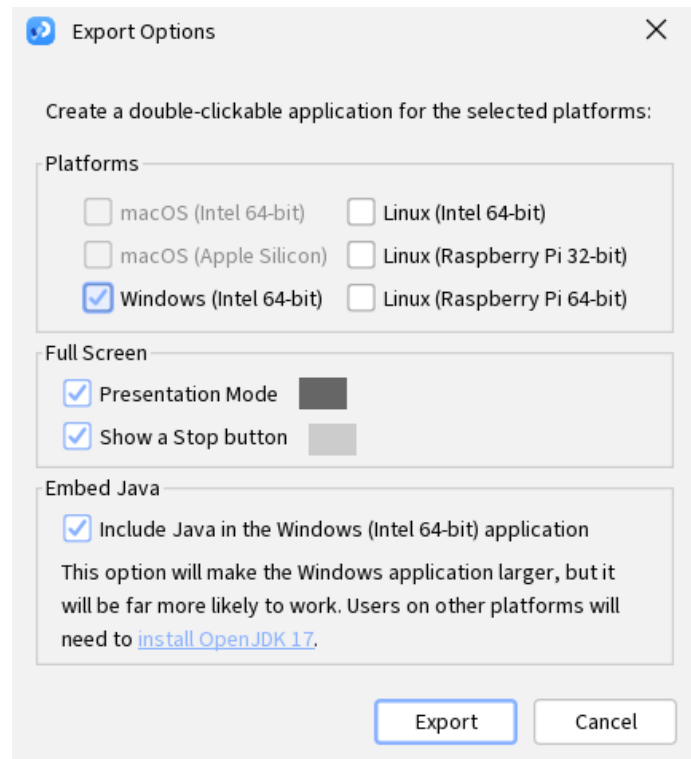 Export Options
Create a double-clickable application for the selected platforms:
Platforms
macOS (Intel 64-bit)
Linux (Intel 64-bit)
macOS (Apple Silicon)
Linux (Raspberry Pi 32-bit)
Windows (Intel 64-bit)
Linux (Raspberry Pi 64-bit)
Full Screen
Presentation Mode
Show a Stop button
Embed Java
Include Java in the Windows (Intel 64-bit) application
This option will make the Windows application larger, but it
will be far more likely to work. Users on other platforms will
need to install OpenJDK 17.
Export
Cancel